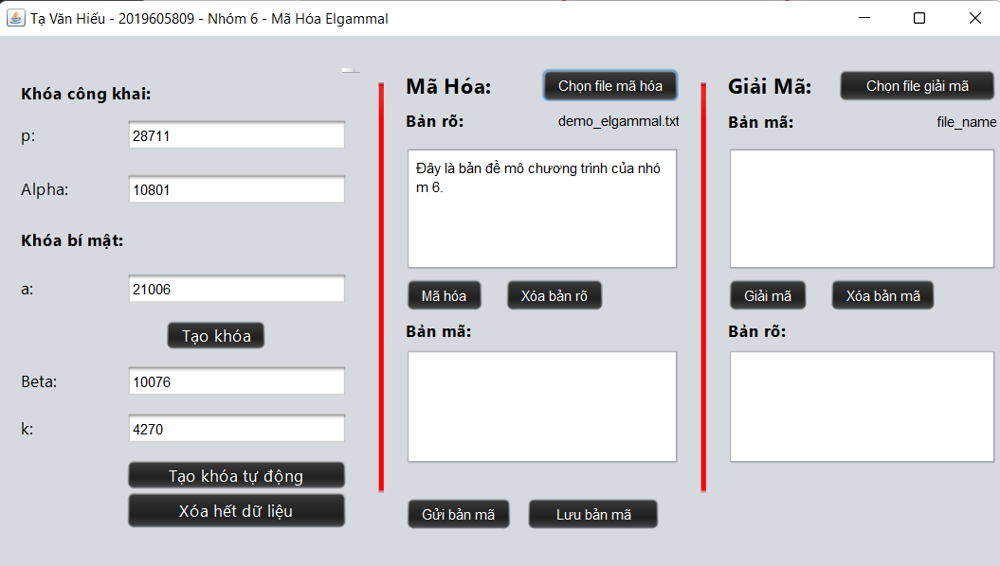 Tạ Văn Hiếu - 2019605809 - Nhóm 6 - Mã Hóa Elgammal
Khóa công khai:
p:
28711
Alpha:
10801
Khóa bí mật:
a:
21006
Tạo khóa
Beta:
10076
k:
4270
Tạo khóa tự động
Xóa hết dữ liệu
Mã Hóa:
Chọn file mã hóa
Bản rõ:
demo_elgammal.txt
Đây là bản đề mô chương trình của nhó
m 6.
Mã hóa
Xóa bản rõ
Bản mã:
Gửi bản mã
Lưu bản mã
Giải Mã:
Chọn file giải mã
Bản mã:
file_name
Giải mã
Xóa bản mã
Bản rõ: